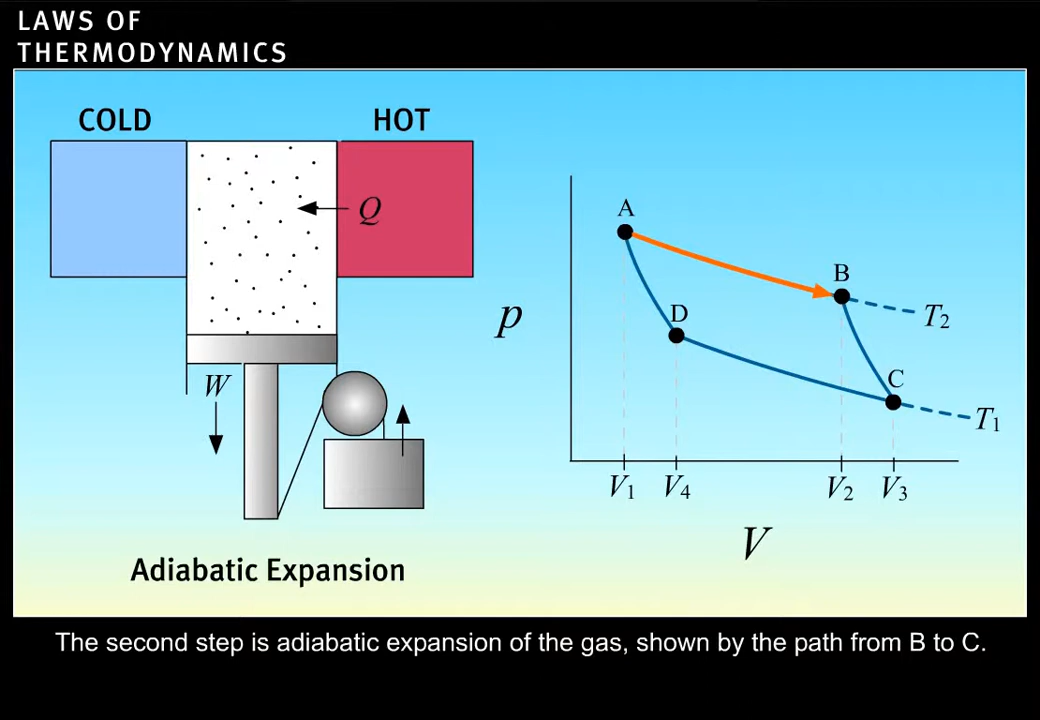 LAWS OF
THERMODYNAMICS
COLD
HOT
Q
W
Adiabatic Expansion
p
A
B
T2
D
C
T1
V1 V4 V2 V3
V
The second step is adiabatic expansion of the gas, shown by the path from B to C.